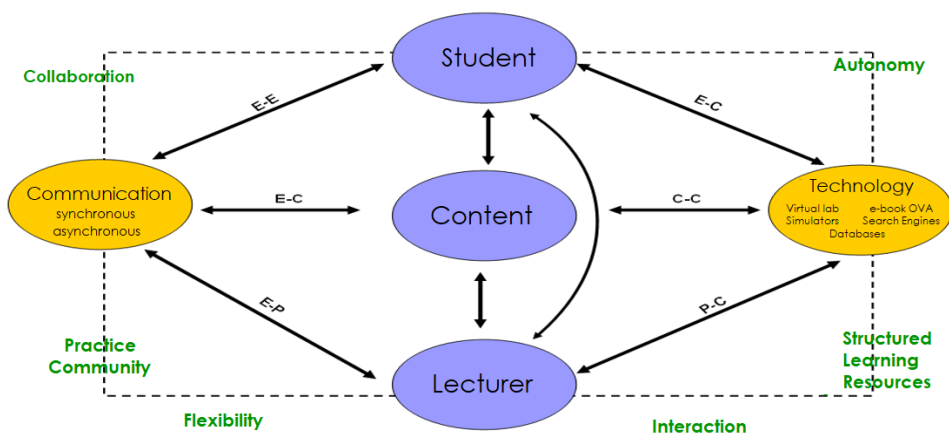 Student
Collaboration
Autonomy
E-E
E-C
Communication
synchronous
asynchronous
E-C
Content
C-C
Technology
Virtual lab e-book OVA
Simulators Search Engines
Databases
E-P
P-C
Practice
Community
Structured
Learning
Resources
Lecturer
Flexibility
Interaction